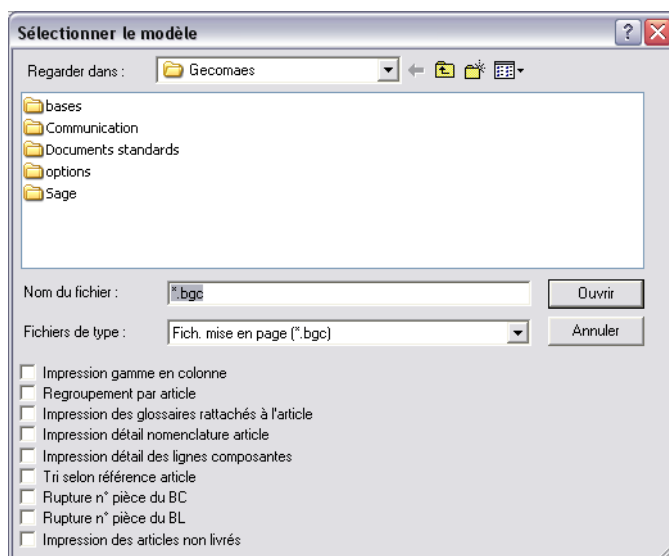 Sélectionner le modèle
?
Regarder dans :
Gecomaes
bases
Communication
Documents standards
options
Sage
Nom du fichier :
*.bgc
Ouvrir
Fichiers de type :
Fich. mise en page (*.bgc)
Annuler
Impression gamme en colonne
Regroupement par article
Impression des glossaires rattachés à l'article
Impression détail nomenclature article
Impression détail des lignes composantes
Tri selon référence article
Rupture n° pièce du BC
Rupture n° pièce du BL
Impression des articles non livrés